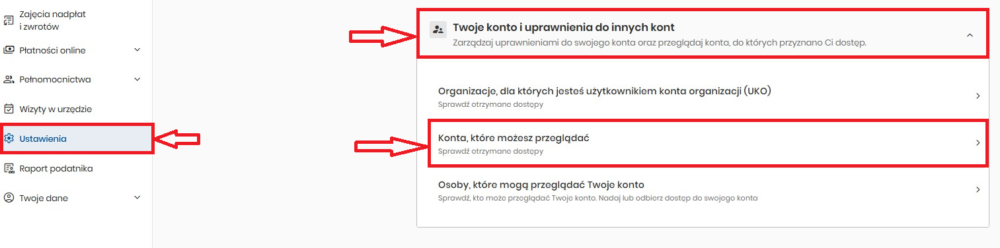 Zajęcia nadpłat
i zwrotów
Płatności online
Pełnomocnictwa
Wizyty w urzędzie
Ustawienia
Raport podatnika
Twoje dane
Twoje konto i uprawnienia do innych kont
Zarządzaj uprawnieniami do swojego konta oraz przeglądaj konta, do których przyznano Ci dostęp.
Organizacje, dla których jesteś użytkownikiem konta organizacji (UKO)
Sprawdź otrzymane dostępy
Konta, które możesz przeglądać
Sprawdź otrzymane dostępy
Osoby, które mogą przeglądać Twoje konto
Sprawdź, kto może przeglądać Twoje konto. Nadaj lub odbierz dostęp do swojego konta